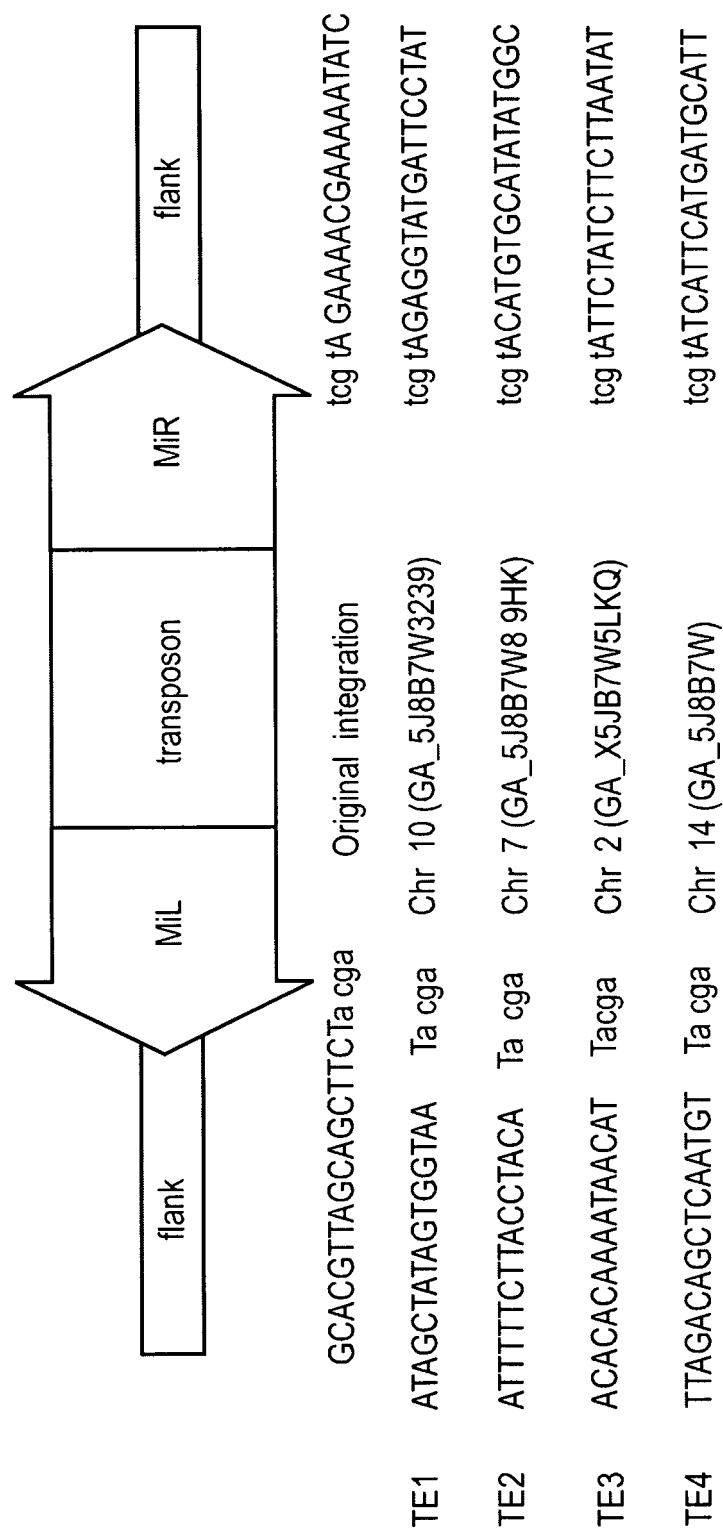 flank MiL transposon MiR flank
GCACGTTAGCAGCTTCTa cga Original integration tcg tA GAAAACGAAAAATATC
TE1 ATAGCTATAGTGGTAA Ta cga Chr 10 (GA_5J8B7W3239) tcg tAGAGGTATGATTCCTAT
TE2 ATTTTTCTTACCTACA Ta cga Chr 7 (GA_5J8B7W8 9HK) tcg tACATGTGCATATATGGC
TE3 ACACACAAAATAACAT Tacga Chr 2 (GA_X5JB7W5LKQ) tcg tATTCTATCTTCTTAATAT
TE4 TTAGACAGCTCAATGT Ta cga Chr 14 (GA_5J8B7W) tcg tATCATTCATGATGCATT